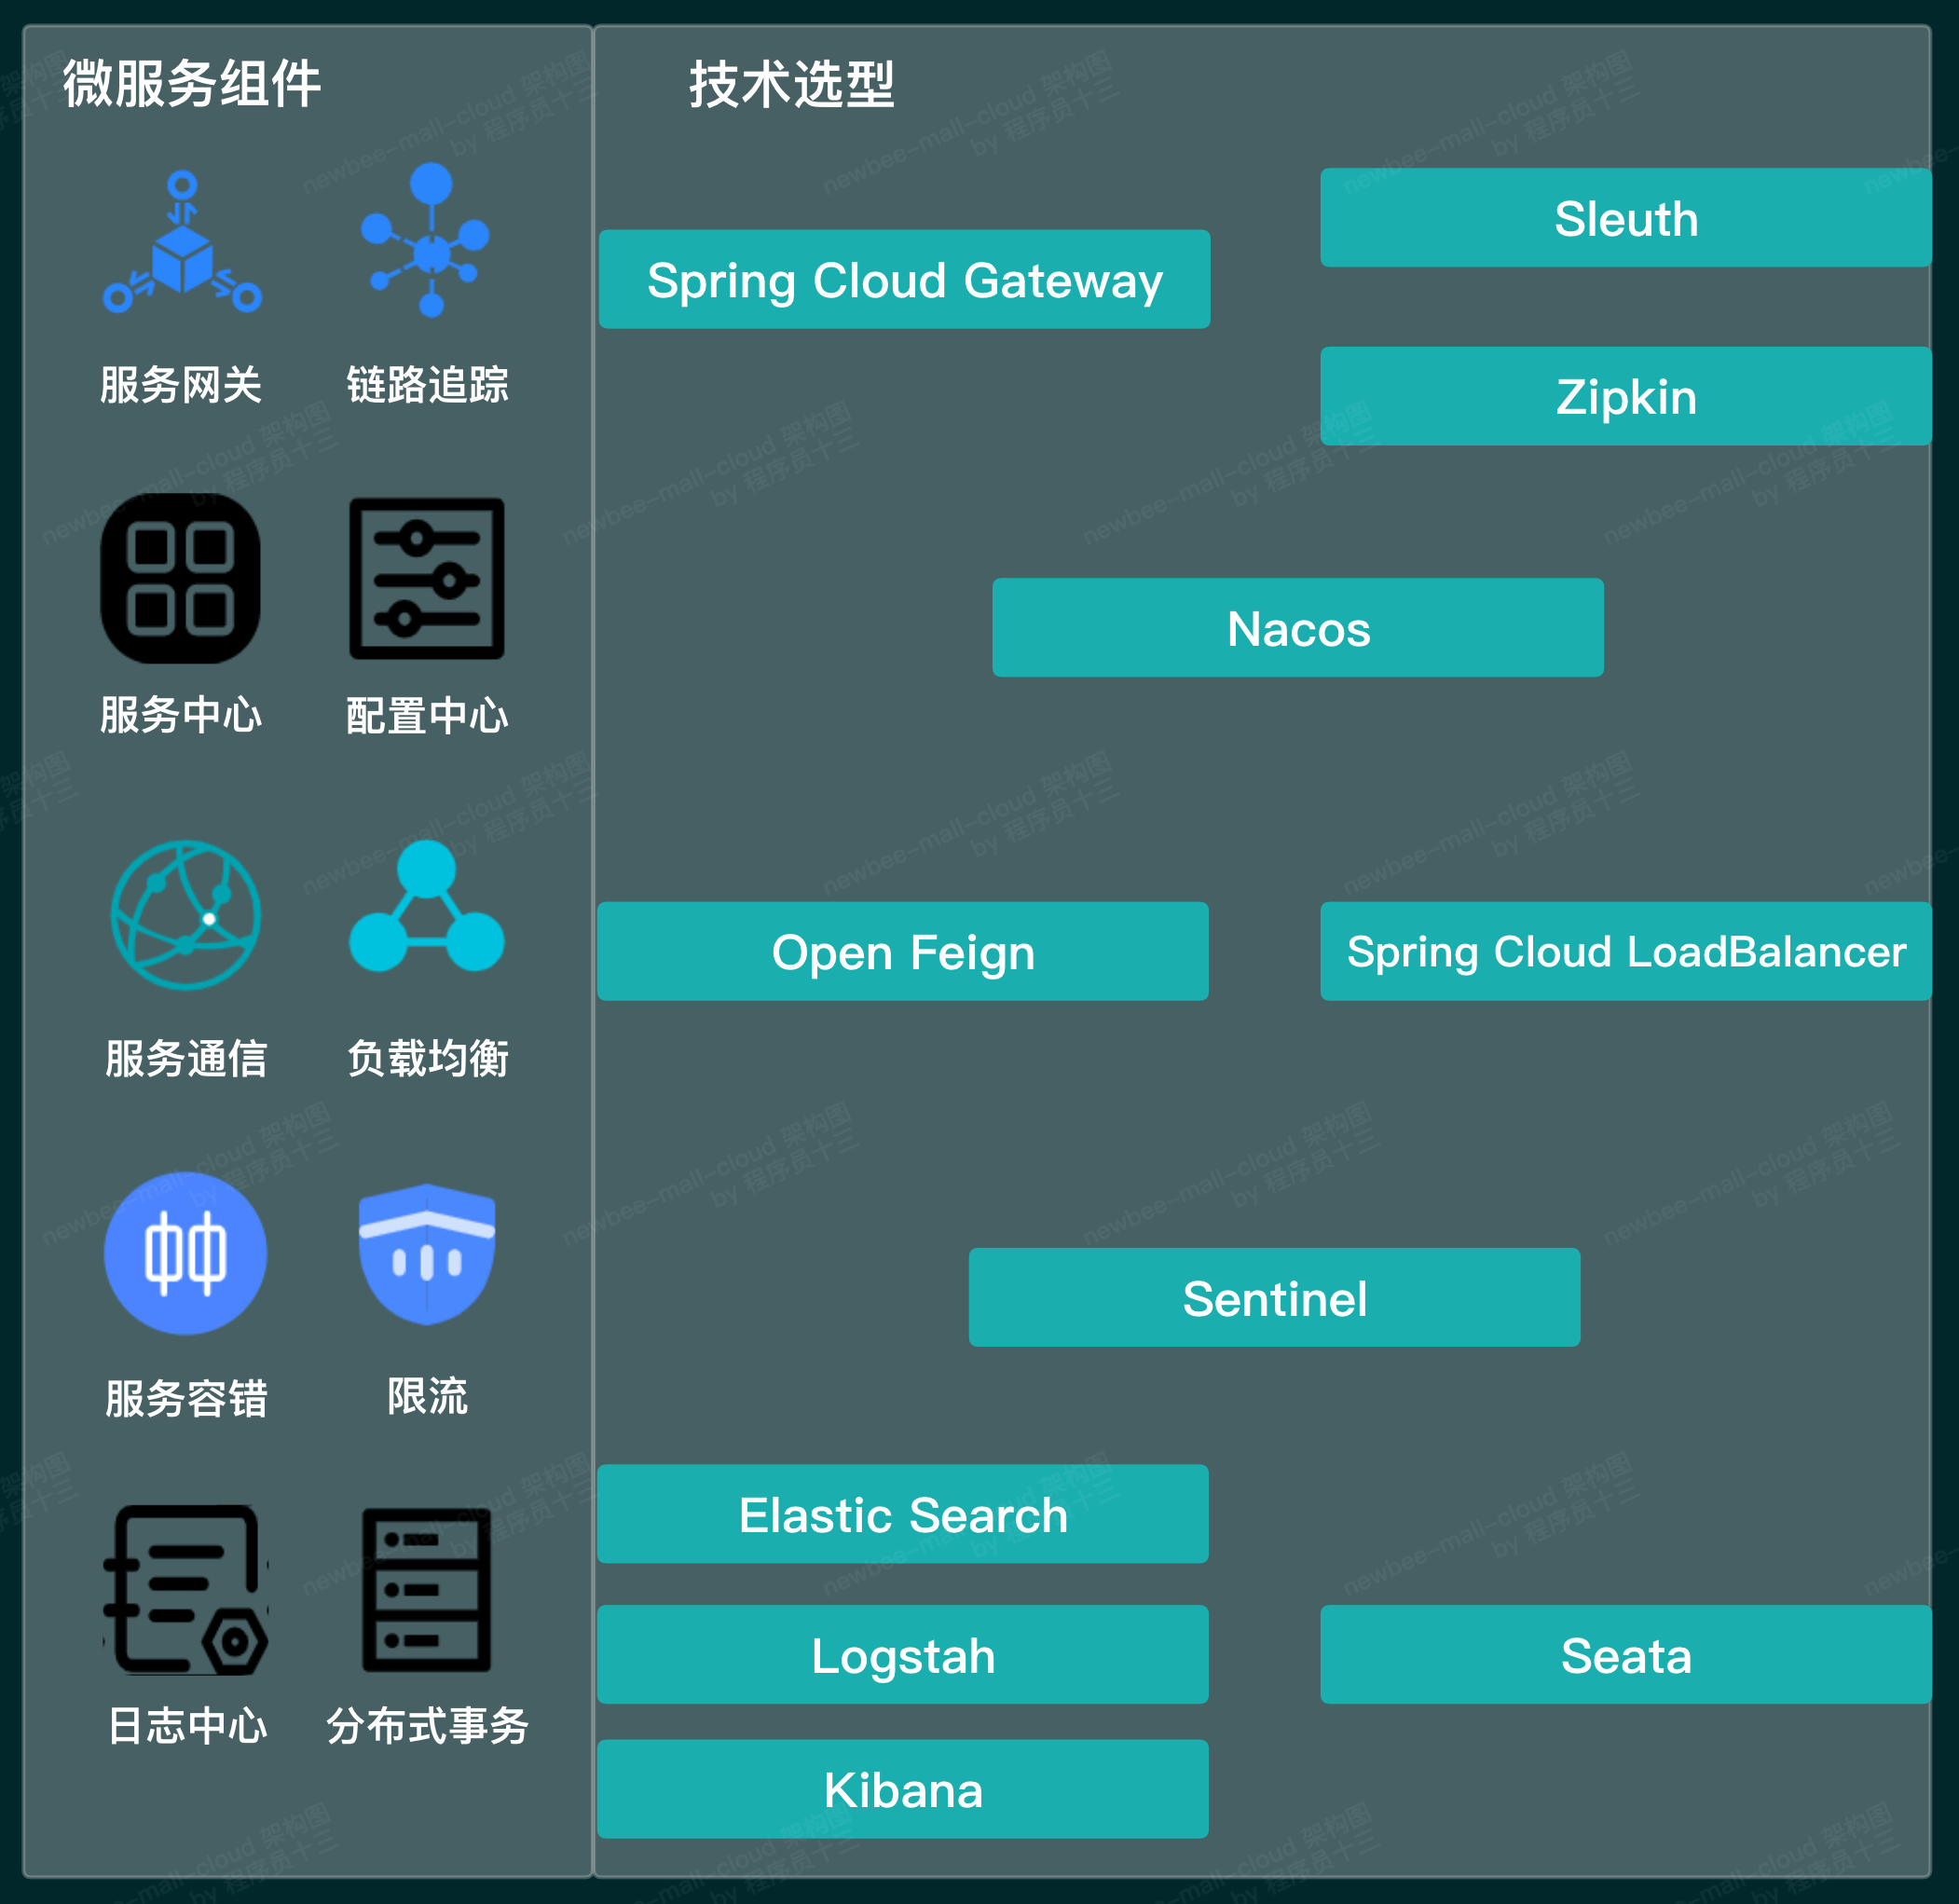 微服务组件
技术选型
服务网关
链路追踪
Spring Cloud Gateway
Sleuth
Zipkin
服务中心
配置中心
Nacos
服务通信
负载均衡
Open Feign
Spring Cloud LoadBalancer
服务容错
限流
Sentinel
日志中心
分布式事务
Elastic Search
Logstah
Kibana
Seata
newbee-mall-cloud 架构图
by 程序员十三